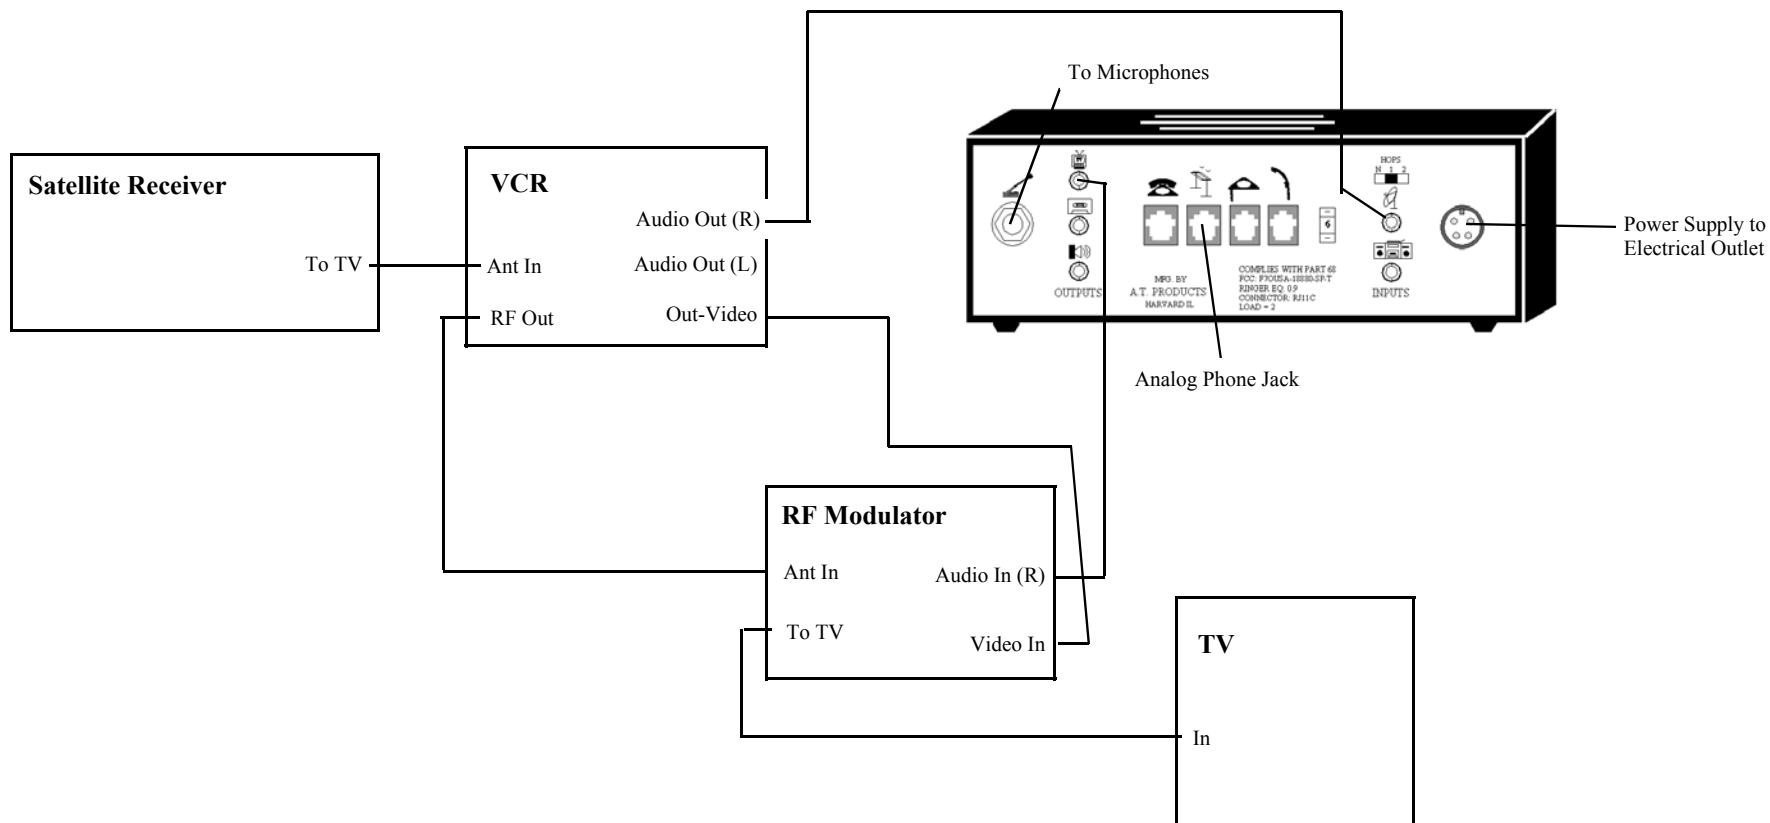 To Microphones
Satellite Receiver
To TV
VCR
Audio Out (R)
Ant In
Audio Out (L)
RF Out
Out-Video
HOPS
N 1 2
6
OUTPUTS
MFG. BY
A.T. PRODUCTS
HARVARD IL
COMPLIES WITH PART 68
RINGER EQ: 0.9
CONNECTOR: RJ11C
LOAD = 2
INPUTS
Power Supply to
Electrical Outlet
Analog Phone Jack
RF Modulator
Ant In
Audio In (R)
To TV
Video In
TV
In